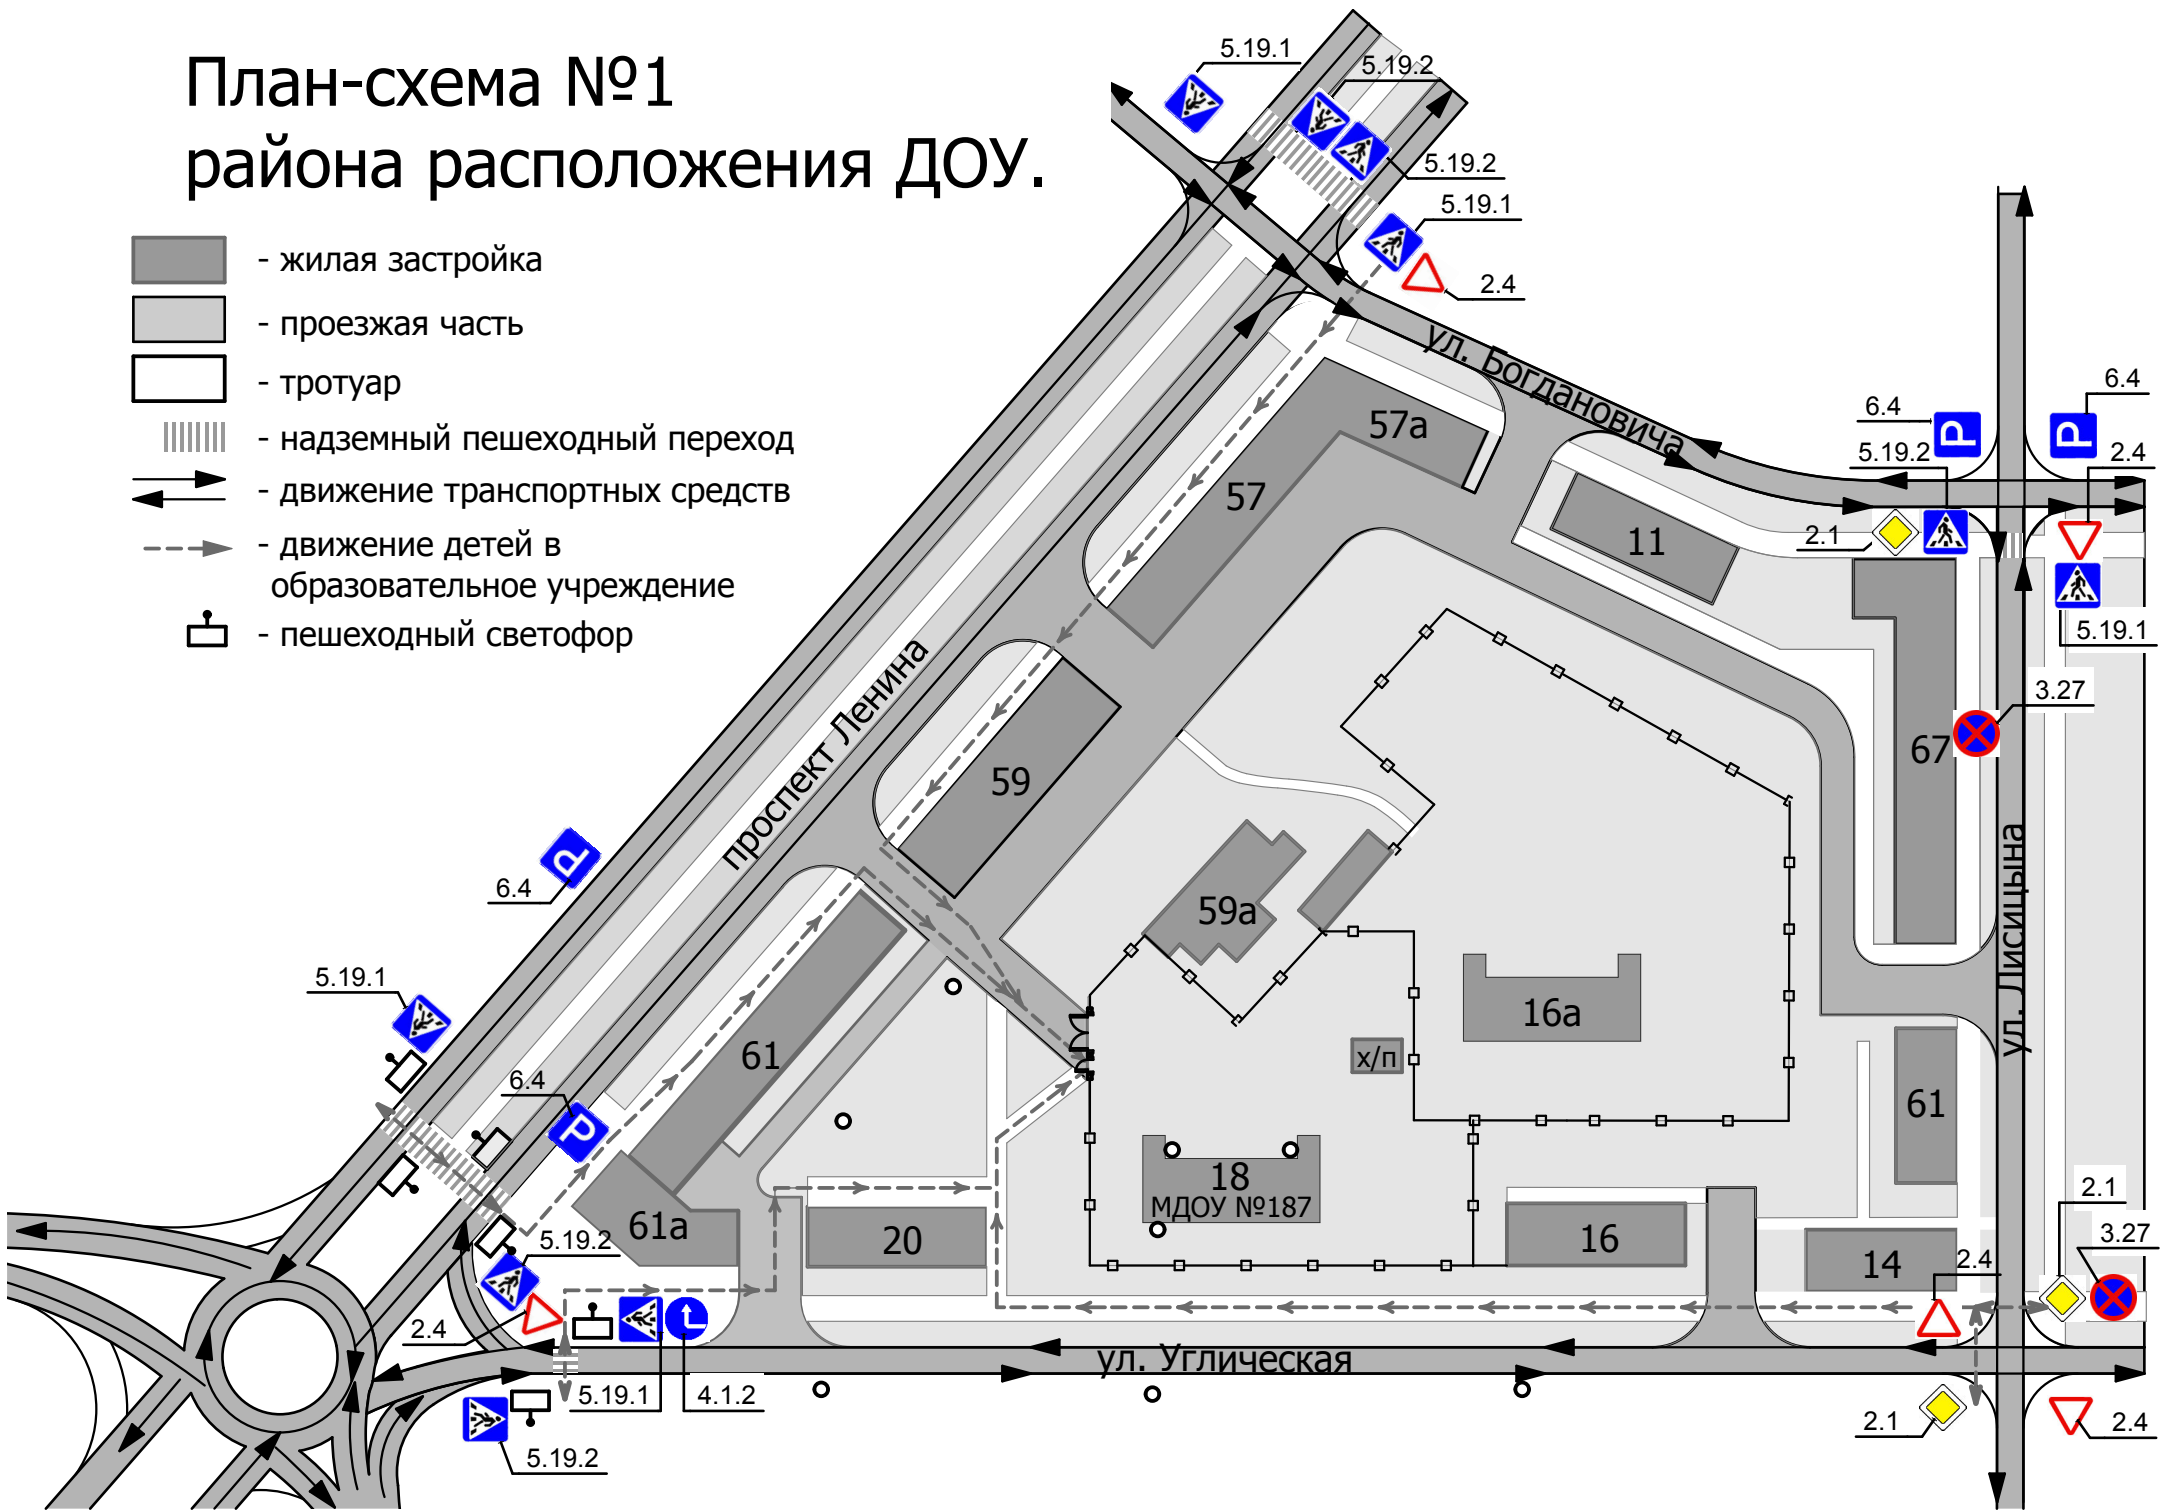 План-схема №1
района расположения ДОУ.
- жилая застройка
- проезжая часть
- тротуар
- надземный пешеходный переход
- движение транспортных средств
- движение детей в
образовательное учреждение
- пешеходный светофор
5.19.1
5.19.2
5.19.2
5.19.1
2.4
ул. Богдановича
6.4
6.4
P
P
5.19.2
2.4
2.1
5.19.1
3.27
57а
57
11
67
проспект Ленина
59
59а
ул. Лисицына
P
6.4
5.19.1
16а
х/п
61
61
6.4
P
18
МДОУ №187
2.1
3.27
61а
20
16
14
2.4
5.19.2
2.4
ул. Углическая
5.19.1
4.1.2
2.1
2.4
5.19.2